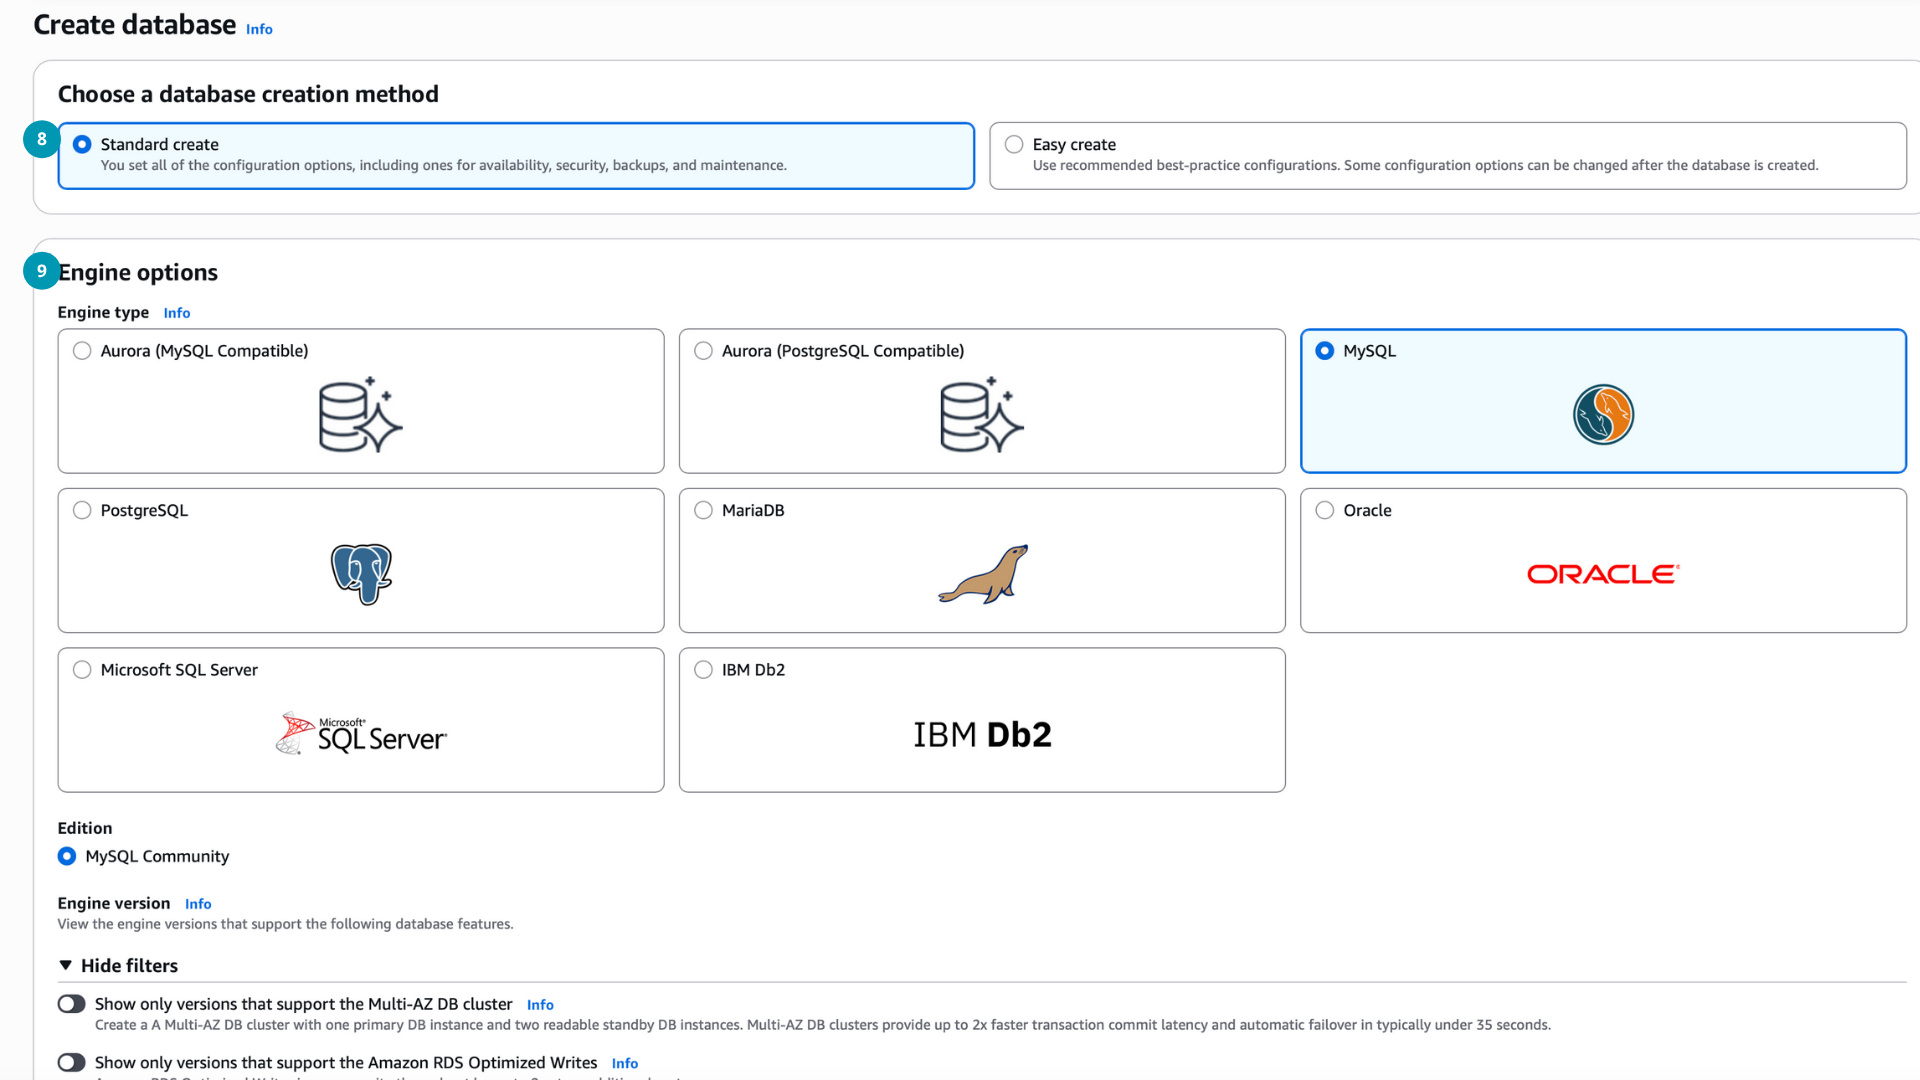 Create database Info
Choose a database creation method
8
Standard create
You set all of the configuration options, including ones for availability, security, backups, and maintenance.
Easy create
Use recommended best-practice configurations. Some configuration options can be changed after the database is created.
9
Engine options
Engine type Info
Aurora (MySQL Compatible)
Aurora (PostgreSQL Compatible)
MySQL
PostgreSQL
MariaDB
Oracle
ORACLE
Microsoft SQL Server
Microsoft
SQL Server
IBM Db2
IBM Db2
Edition
MySQL Community
Engine version Info
View the engine versions that support the following database features.
Hide filters
Show only versions that support the Multi-AZ DB cluster Info
Create a A Multi-AZ DB cluster with one primary DB instance and two readable standby DB instances. Multi-AZ DB clusters provide up to 2x faster transaction commit latency and automatic failover in typically under 35 seconds.
Show only versions that support the Amazon RDS Optimized Writes Info